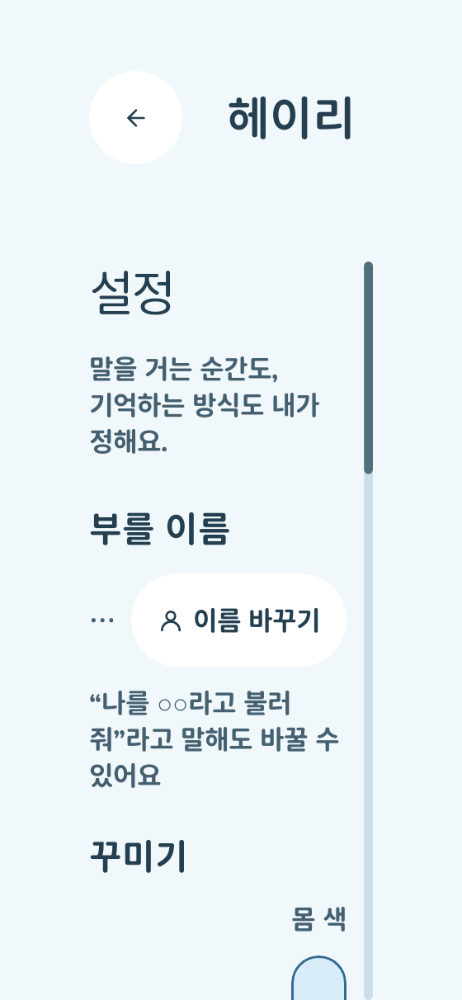 헤이리
설정
말을 거는 순간도,
기억하는 방식도 내가
정해요.
부를 이름
… 이름 바꾸기
“나를 ○○라고 불러
줘”라고 말해도 바꿀 수
있어요
꾸미기
몸 색